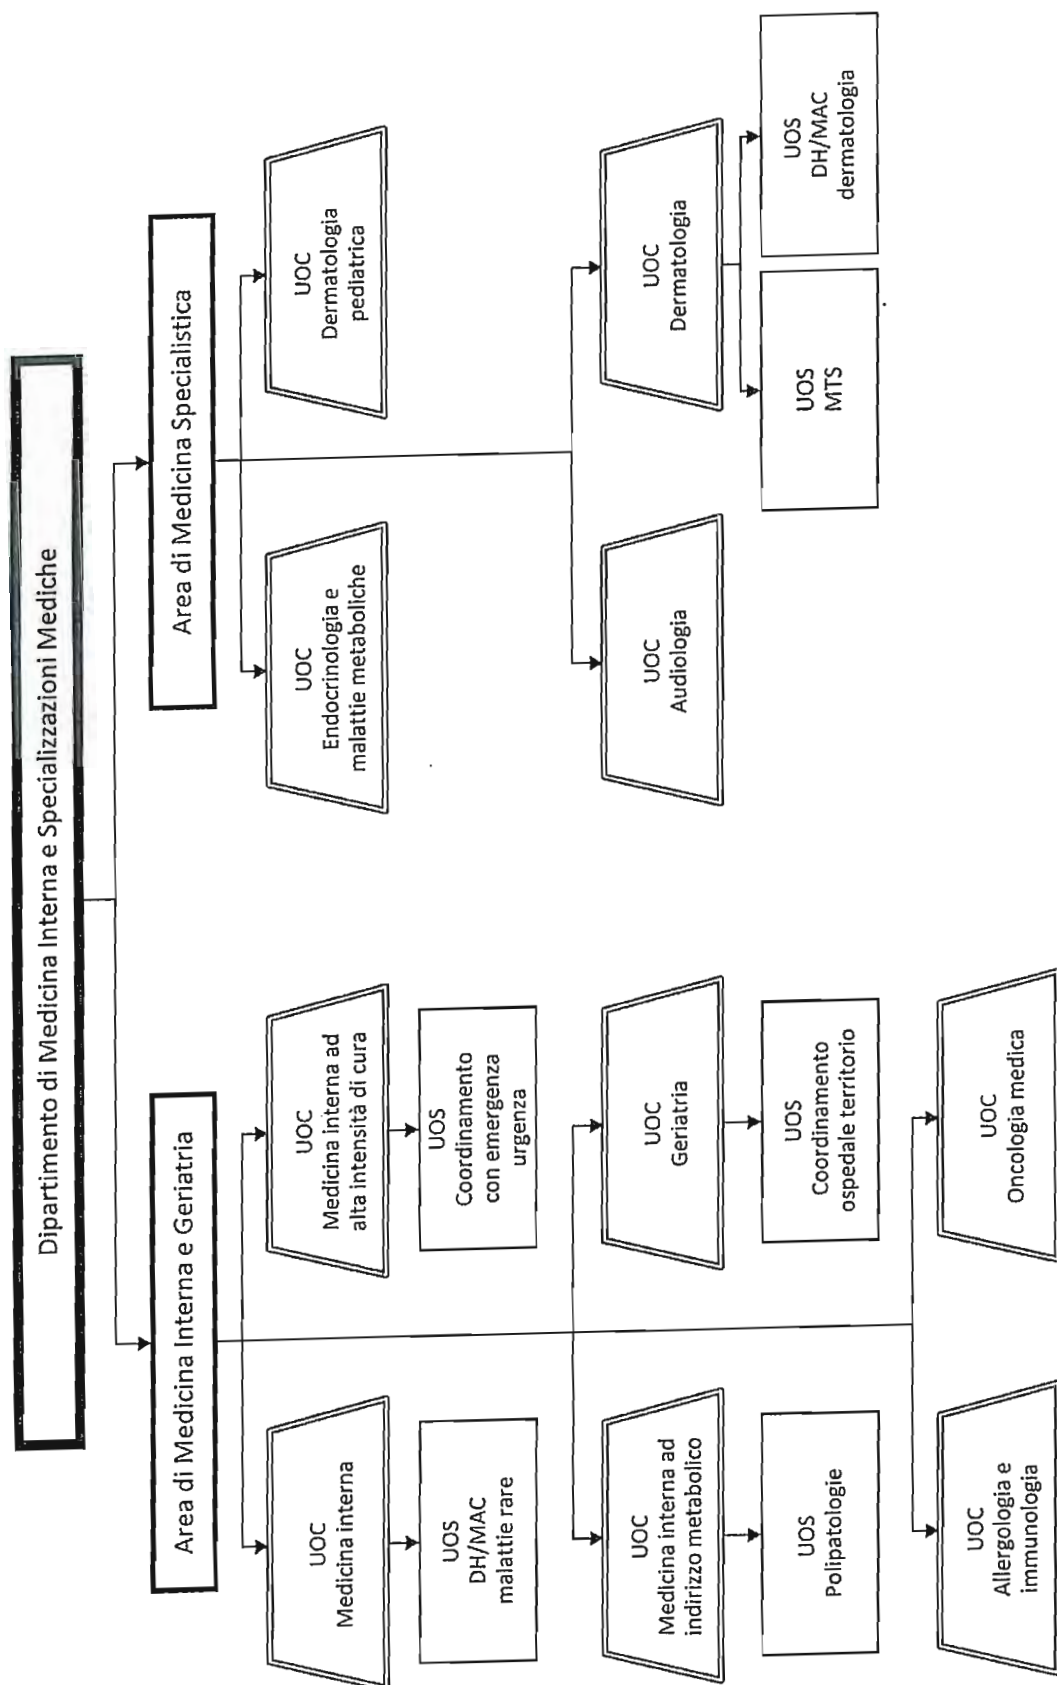 Dipartimento di Medicina Interna e Specializzazioni Mediche
Area di Medicina Interna e Geriatria
Area di Medicina Specialistica
UOC
Medicina interna
UOC
Medicina interna ad
alta intensità di cura
UOC
Endocrinologia e
malattie metaboliche
UOC
Dermatologia
pediatrica
UOS
DH/MAC
malattie rare
UOS
Coordinamento
con emergenza
urgenza
UOC
Medicina interna ad
indirizzo metabolico
UOC
Geriatria
UOC
Audiologia
UOC
Dermatologia
UOS
Polipatologie
UOS
Coordinamento
ospedale territorio
UOS
MTS
UOS
DH/MAC
dermatologia
UOC
Allergologia e
immunologia
UOC
Oncologia medica